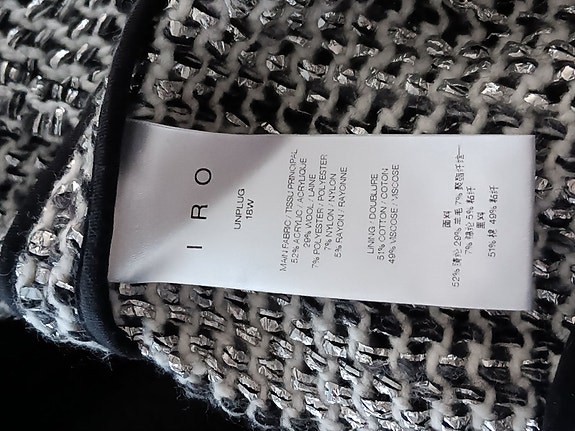 IRO
UNPLUG
18W
MAIN FABRIC / TISSU PRINCIPAL
52% ACRYLIC / ACRYLIQUE
29% WOOL / LAINE
7% POLYESTER / POLYESTER
7% NYLON / NYLON
5% RAYON / RAYONNE
LINING / DOUBLURE
51% COTTON / COTON
49% VISCOSE / VISCOSE
面料
52% 腈纶 29% 羊毛 7% 聚酯纤维
7% 锦纶 5% 粘纤
里料
51% 棉 49% 粘纤